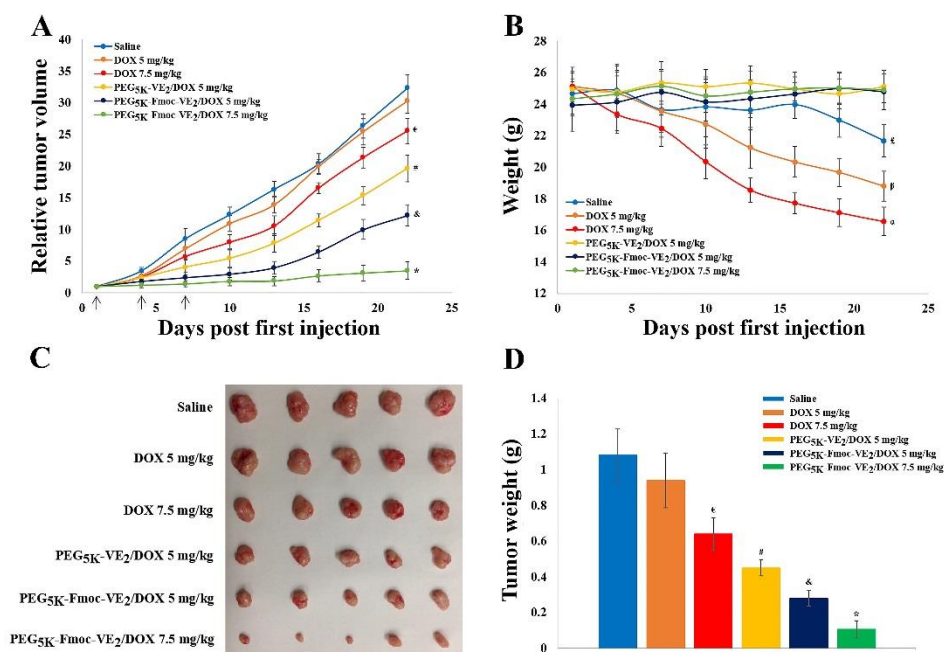 A
Relative tumor volume
40
35
30
25
20
15
10
5
0
Saline
DOX 5 mg/kg
DOX 7.5 mg/kg
PEG5K-VE2/DOX 5 mg/kg
PEG5K-Fmoc-VE2/DOX 5 mg/kg
PEG5K-Fmoc-VE2/DOX 7.5 mg/kg
€
#
&
*
0 5 10 15 20 25
Days post first injection
B
Weight (g)
28
26
24
22
20
18
16
14
12
Saline
DOX 5 mg/kg
DOX 7.5 mg/kg
PEG5K-VE2/DOX 5 mg/kg
PEG5K-Fmoc-VE2/DOX 5 mg/kg
PEG5K-Fmoc-VE2/DOX 7.5 mg/kg
β
α
0 5 10 15 20 25
Days post first injection
C
Saline
DOX 5 mg/kg
DOX 7.5 mg/kg
PEG5K-VE2/DOX 5 mg/kg
PEG5K-Fmoc-VE2/DOX 5 mg/kg
PEG5K-Fmoc-VE2/DOX 7.5 mg/kg
D
Tumor weight (g)
1.4
1.2
1
0.8
0.6
0.4
0.2
0
Saline
DOX 5 mg/kg
DOX 7.5 mg/kg
PEG5K-VE2/DOX 5 mg/kg
PEG5K-Fmoc-VE2/DOX 5 mg/kg
PEG5K-Fmoc-VE2/DOX 7.5 mg/kg
€
#
&
*